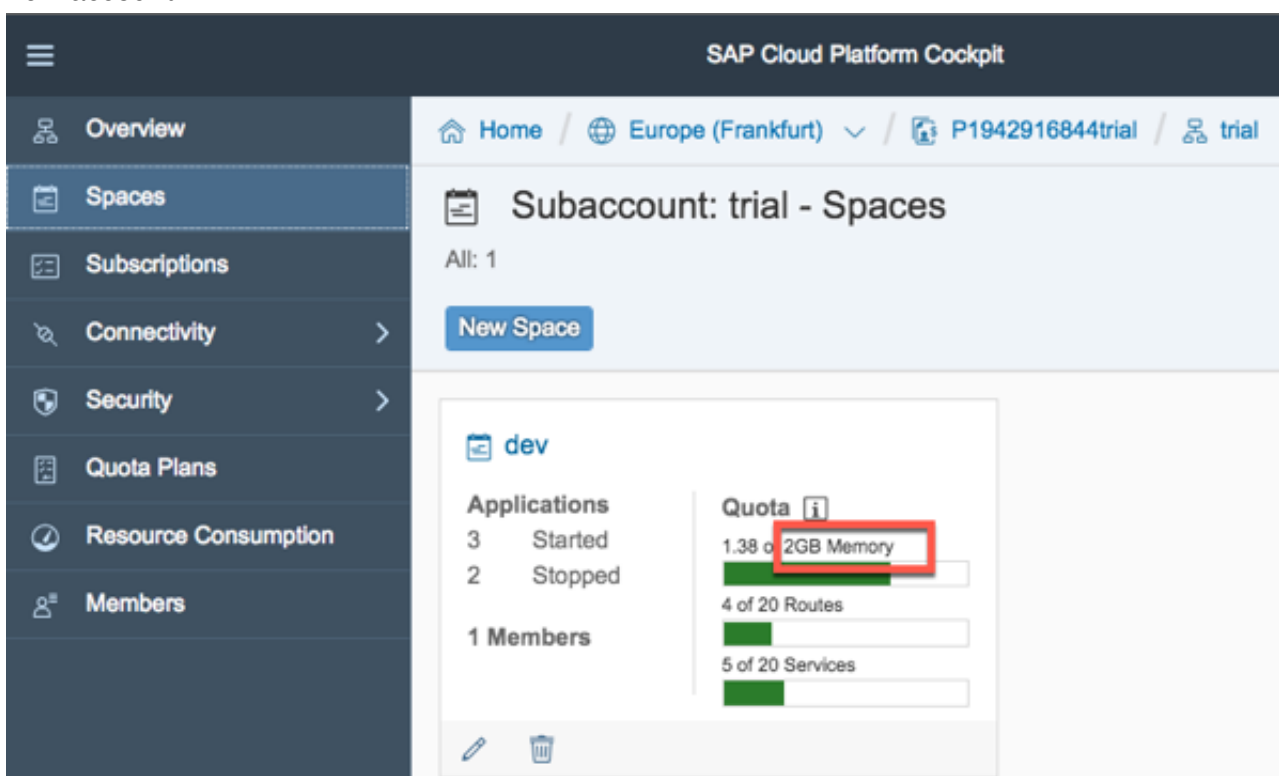 SAP Cloud Platform Cockpit
Overview
Spaces
Subscriptions
Connectivity
Security
Quota Plans
Resource Consumption
Members
Home / Europe (Frankfurt) / P1942916844trial / trial
Subaccount: trial - Spaces
All: 1
New Space
dev
Applications
3 Started
2 Stopped
1 Members
Quota
1.38 o 2GB Memory
4 of 20 Routes
5 of 20 Services